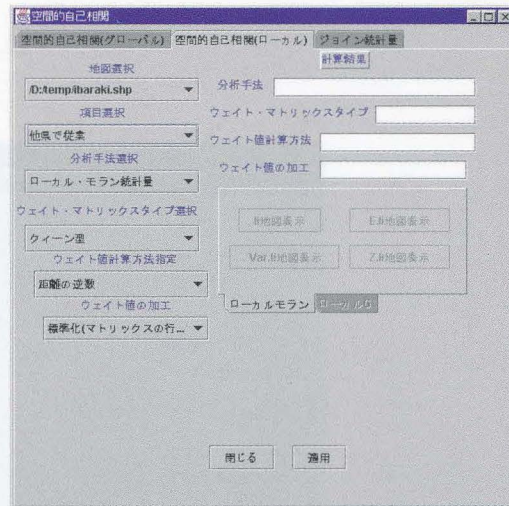 空間的自己相関
空間的自己相関(グローバル)
空間的自己相関(ローカル)
ジョイン統計量
地図選択
/D:/temp/ibaraki.shp
項目選択
他県で従業
分析手法選択
ローカル・モラン統計量
ウェイト・マトリックスタイプ選択
クィーン型
ウェイト値計算方法指定
距離の逆数
ウェイト値の加工
標準化(マトリックスの行...
計算結果
分析手法
ウェイト・マトリックスタイプ
ウェイト値計算方法
ウェイト値の加工
Ii地図表示
E.Ii地図表示
Var.Ii地図表示
Z.Ii地図表示
ローカルモラン
ローカルG
閉じる
適用